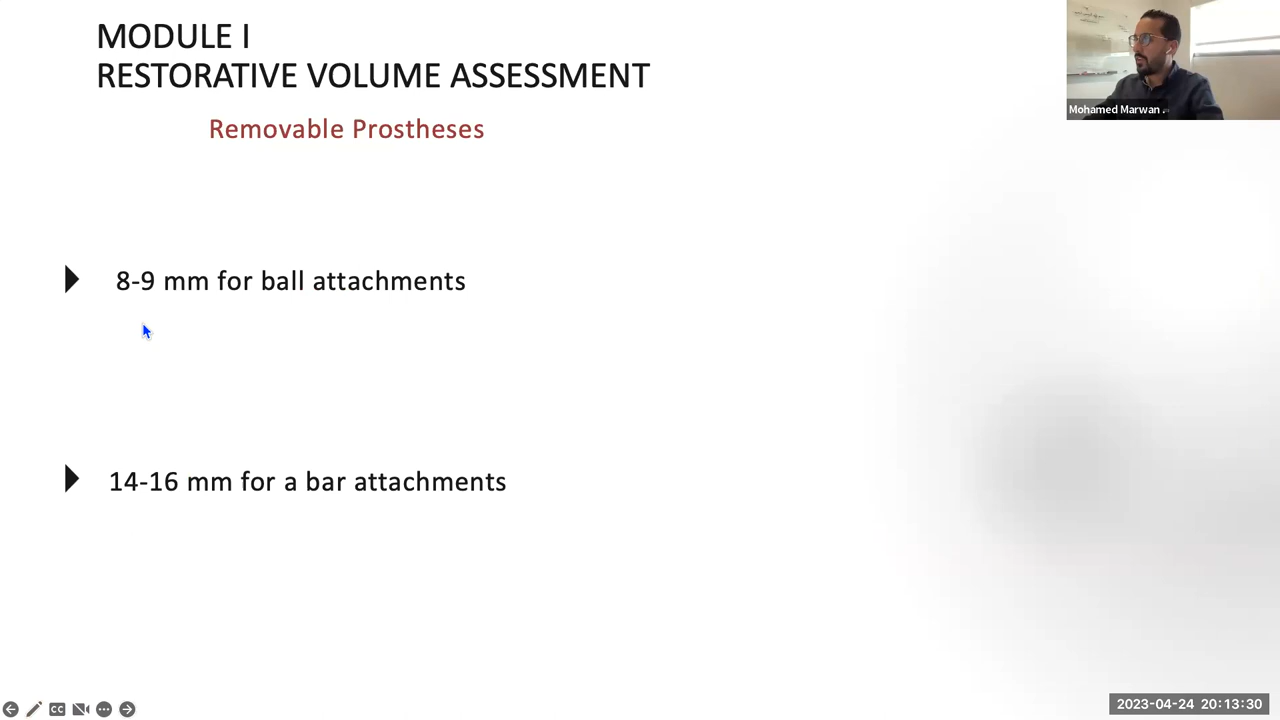 MODULE I
RESTORATIVE VOLUME ASSESSMENT
Removable Prostheses
Mohamed Marwan
8-9 mm for ball attachments
14-16 mm for a bar attachments
CC
2023-04-24 20:13:30